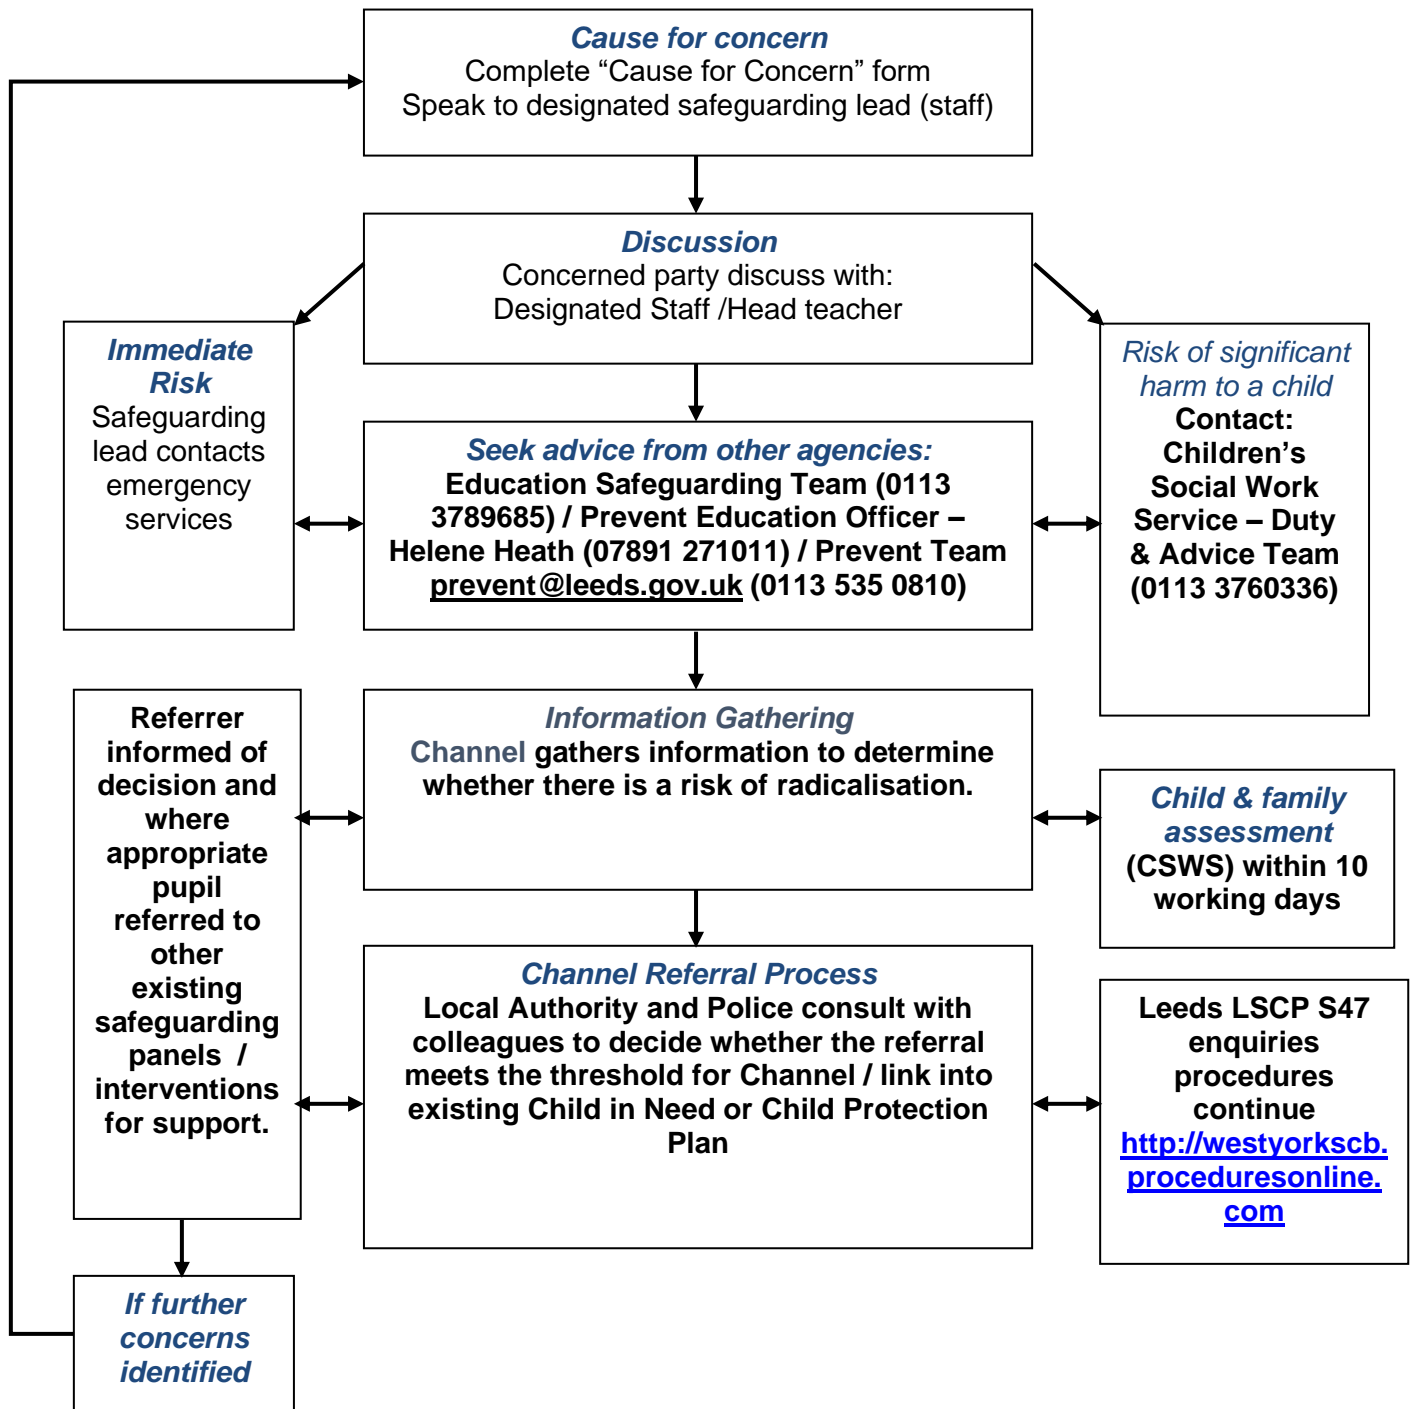 Cause for concern
Complete “Cause for Concern” form
Speak to designated safeguarding lead (staff)
Discussion
Concerned party discuss with:
Designated Staff /Head teacher
Immediate
Risk
Safeguarding
lead contacts
emergency
services
Seek advice from other agencies:
Education Safeguarding Team (0113
3789685) / Prevent Education Officer –
Helene Heath (07891 271011) / Prevent Team
prevent@leeds.gov.uk (0113 535 0810)
Risk of significant
harm to a child
Contact:
Children’s
Social Work
Service – Duty
& Advice Team
(0113 3760336)
Referrer
informed of
decision and
where
appropriate
pupil
referred to
other
existing
safeguarding
panels /
interventions
for support.
Information Gathering
Channel gathers information to determine
whether there is a risk of radicalisation.
Child & family
assessment
(CSWS) within 10
working days
Channel Referral Process
Local Authority and Police consult with
colleagues to decide whether the referral
meets the threshold for Channel / link into
existing Child in Need or Child Protection
Plan
Leeds LSCP S47
enquiries
procedures
continue
http://westyorkscb.
proceduresonline.
com
If further
concerns
identified